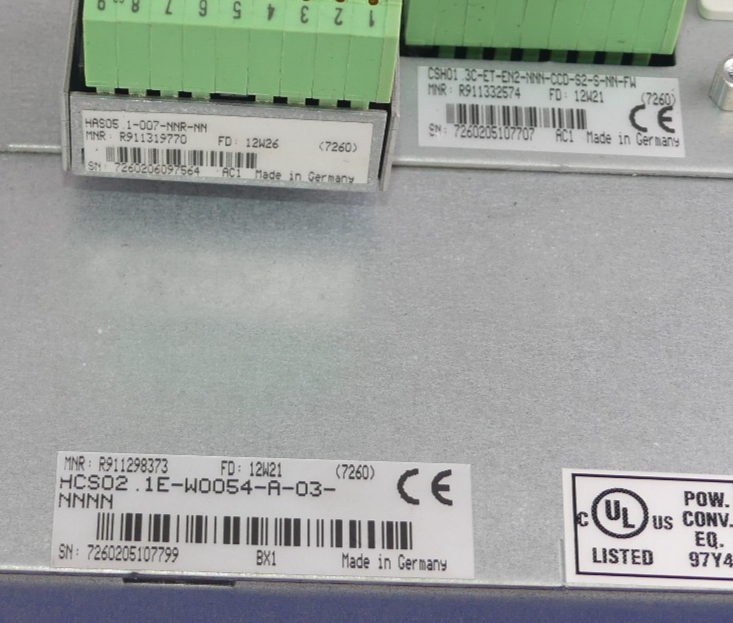 9 8 7 6 5 4 3 2 1
HAS05.1-007-NNR-NN
MNR: R911319770 FD: 12W26 (7260)
SN: 7260206097564 AC1 Made in Germany
CSH01.3C-ET-EN2-NNN-CCD-S2-S-NN-FW
MNR: R911332574 FD: 12W21 (7260)
CE
SN: 7260205107707 AC1 Made in Germany
MNR: R911298373 FD: 12W21 (7260)
HCS02.1E-W0054-A-03-
NNNN
CE
SN: 7260205107799 BX1 Made in Germany
C UL US
LISTED
POW.
CONV.
EQ.
97Y4